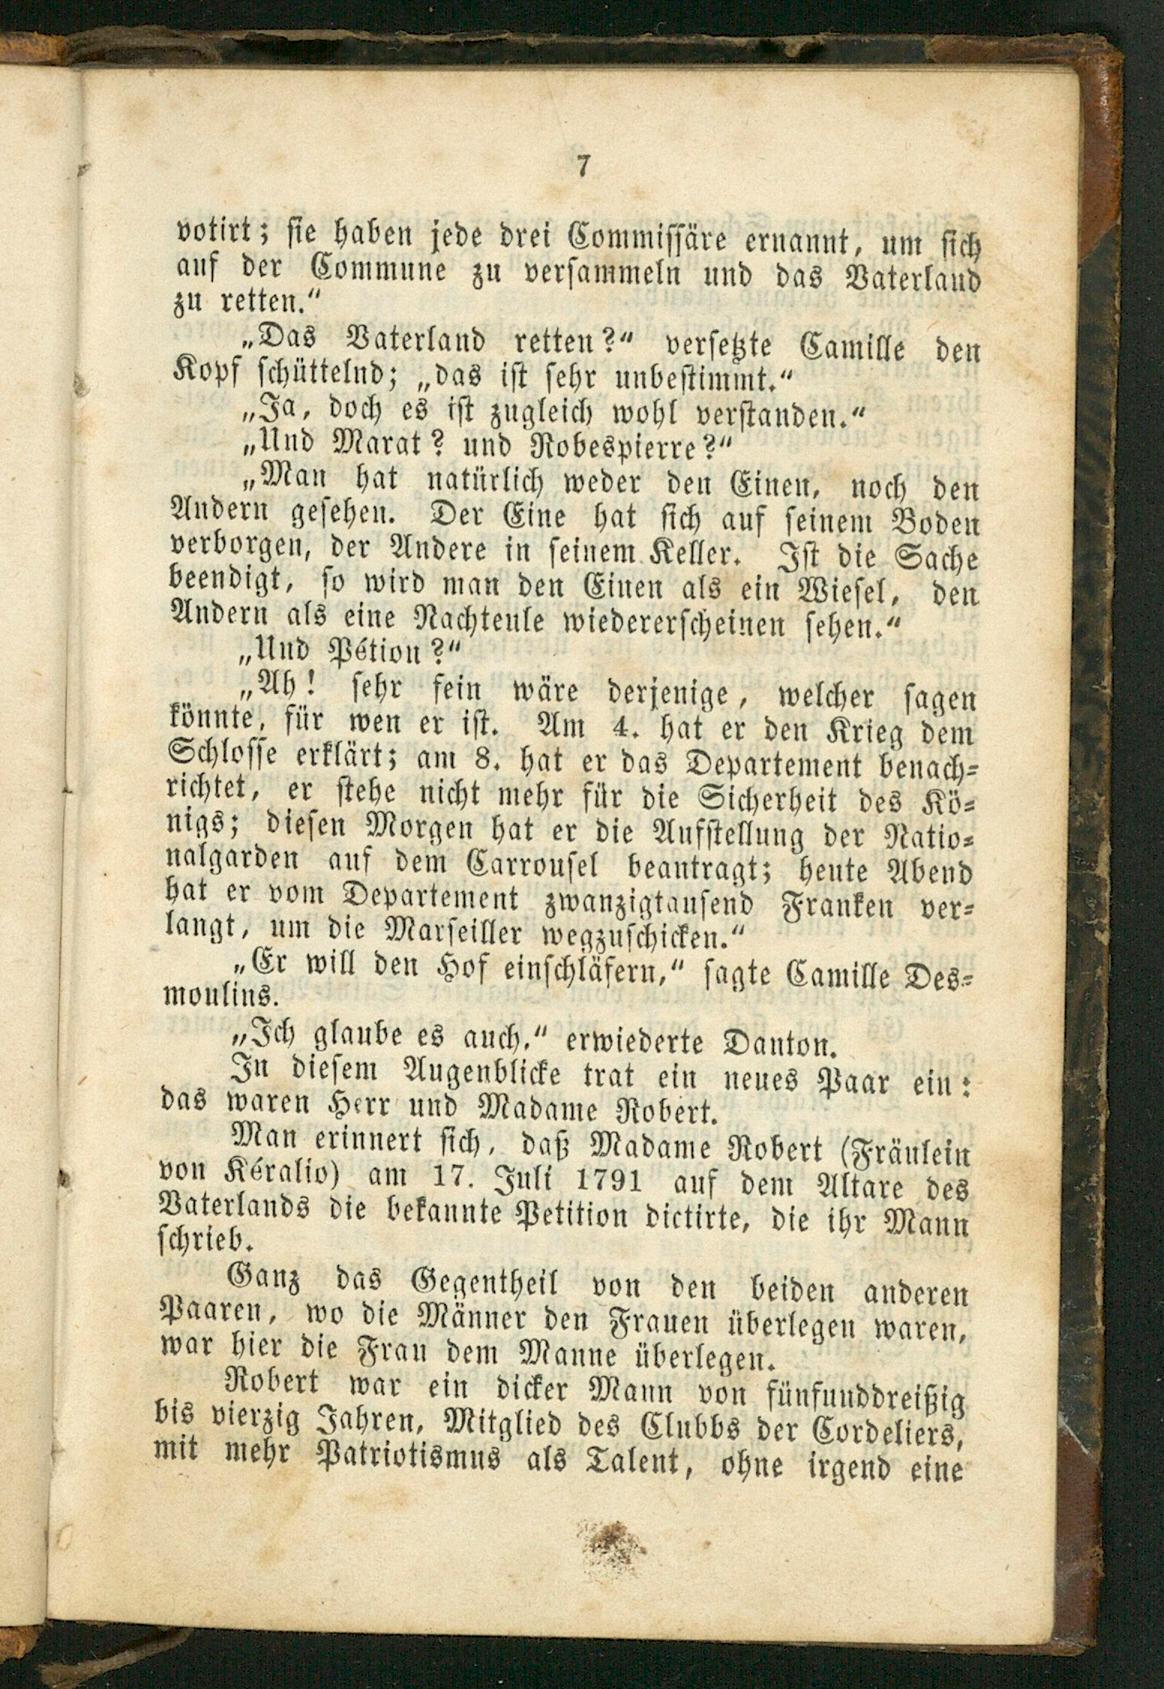 7
votirt; sie haben jede drei Commissäre ernannt, um sich
auf der Commune zu versammeln und das Vaterland
zu retten.“
„Das Vaterland retten?“ versetzte Camille den
Kopf schüttelnd; „das ist sehr unbestimmt.“
„Ja, doch es ist zugleich wohl verstanden.“
„Und Marat? und Robespierre?“
„Man hat natürlich weder den Einen, noch den
Andern gesehen. Der Eine hat sich auf seinem Boden
verborgen, der Andere in seinem Keller. Ist die Sache
beendigt, so wird man den Einen als ein Wiesel, den
Andern als eine Nachteule wiedererscheinen sehen.“
„Und Pétion?“
„Ah! sehr fein wäre derjenige, welcher sagen
könnte, für wen er ist. Am 4. hat er den Krieg dem
Schlosse erklärt; am 8. hat er das Departement benach-
richtet, er stehe nicht mehr für die Sicherheit des Kö-
nigs; diesen Morgen hat er die Aufstellung der Natio-
nalgarden auf dem Carrousel beantragt; heute Abend
hat er vom Departement zwanzigtausend Franken ver-
langt, um die Marseiller wegzuschicken.“
„Er will den Hof einschläfern,“ sagte Camille Des-
moulins.
„Ich glaube es auch,“ erwiederte Danton.
In diesem Augenblicke trat ein neues Paar ein:
das waren Herr und Madame Robert.
Man erinnert sich, daß Madame Robert (Fräulein
von Kéralio) am 17. Juli 1791 auf dem Altare des
Vaterlands die bekannte Petition dictirte, die ihr Mann
schrieb.
Ganz das Gegentheil von den beiden anderen
Paaren, wo die Männer den Frauen überlegen waren,
war hier die Frau dem Manne überlegen.
Robert war ein dicker Mann von fünfunddreißig
bis vierzig Jahren, Mitglied des Clubbs der Cordeliers,
mit mehr Patriotismus als Talent, ohne irgend eine